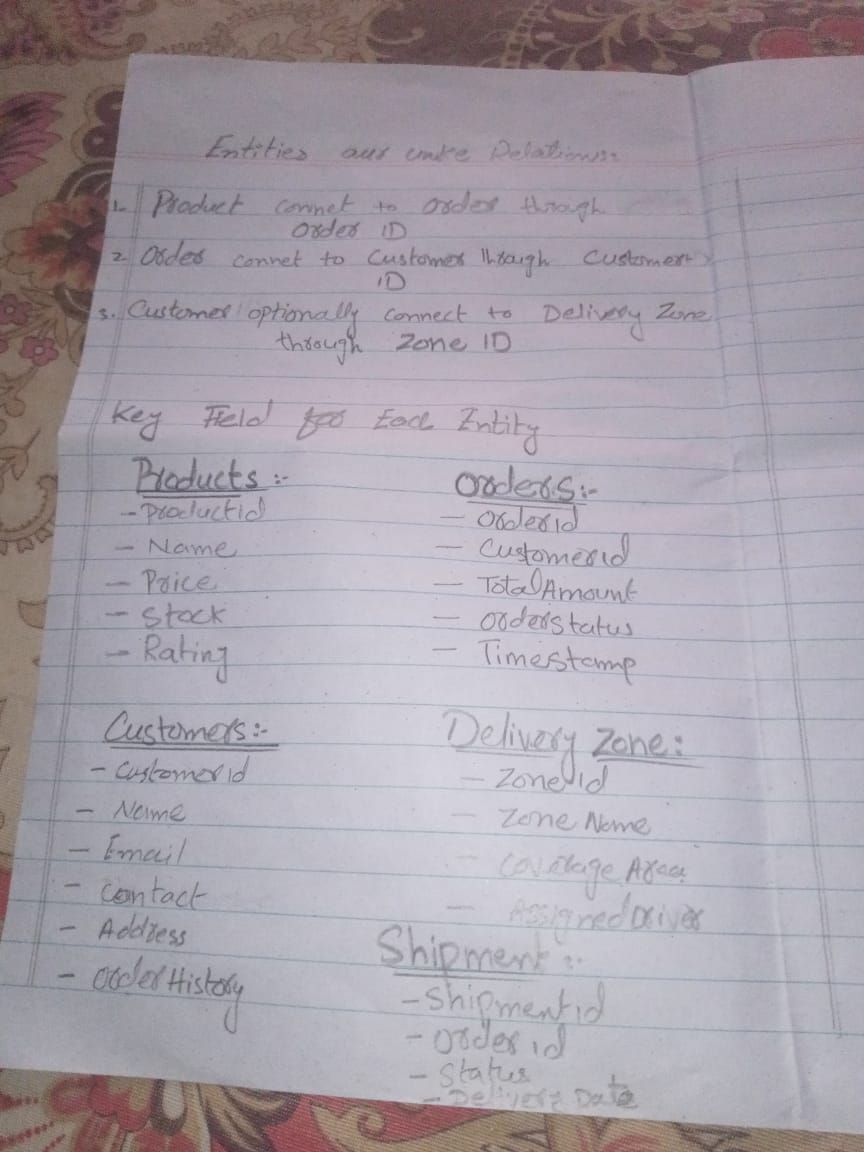 Entities aur unke Relations:
1. Product connet to order through
Order ID
2. Order connet to Customer through Customer
ID
3. Customer optionally connect to Delivery Zone
through Zone ID
Key Field for Each Entity
Products :-
- Productid
- Name
- Price
- Stock
- Rating
Orders:-
- Orderid
- Customerid
- TotalAmount
- OrderStatus
- Timestamp
Customers:-
- Customerid
- Name
- Email
- Contact
- Address
- OrderHistory
Delivery Zone:
- Zoneid
- Zone Name
- Coverage Area
- AssignedDriver
Shipment :-
- Shipmentid
- Order id
- Status
- Delivery Date